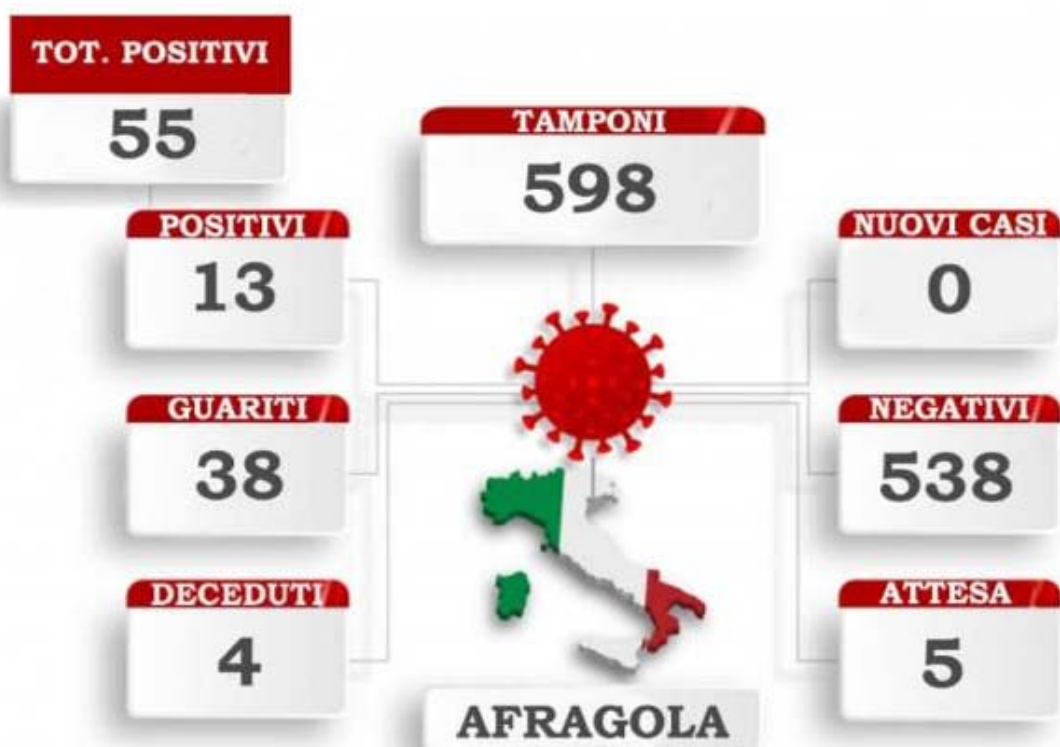 TOT. POSITIVI
55
TAMPONI
598
POSITIVI
13
NUOVI CASI
0
GUARITI
38
NEGATIVI
538
DECEDUTI
4
ATTESA
5
AFRAGOLA